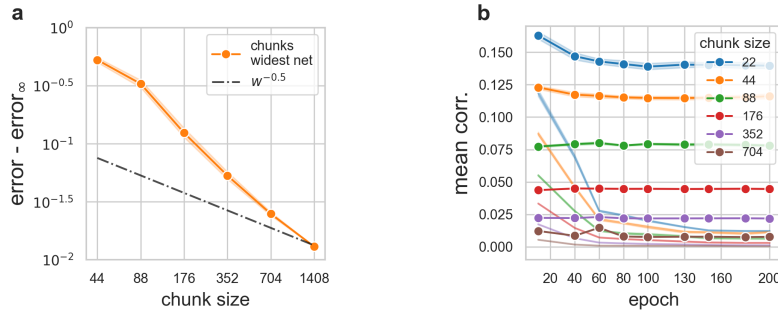 a
error - error∞
10⁰
10⁻⁰·⁵
10⁻¹
10⁻¹·⁵
10⁻²
chunks
widest net
w⁻⁰·⁵
44 88 176 352 704 1408
chunk size
b
mean corr.
0.150
0.125
0.100
0.075
0.050
0.025
0.000
chunk size
22
44
88
176
352
704
20 40 60 80 100 130 160 200
epoch